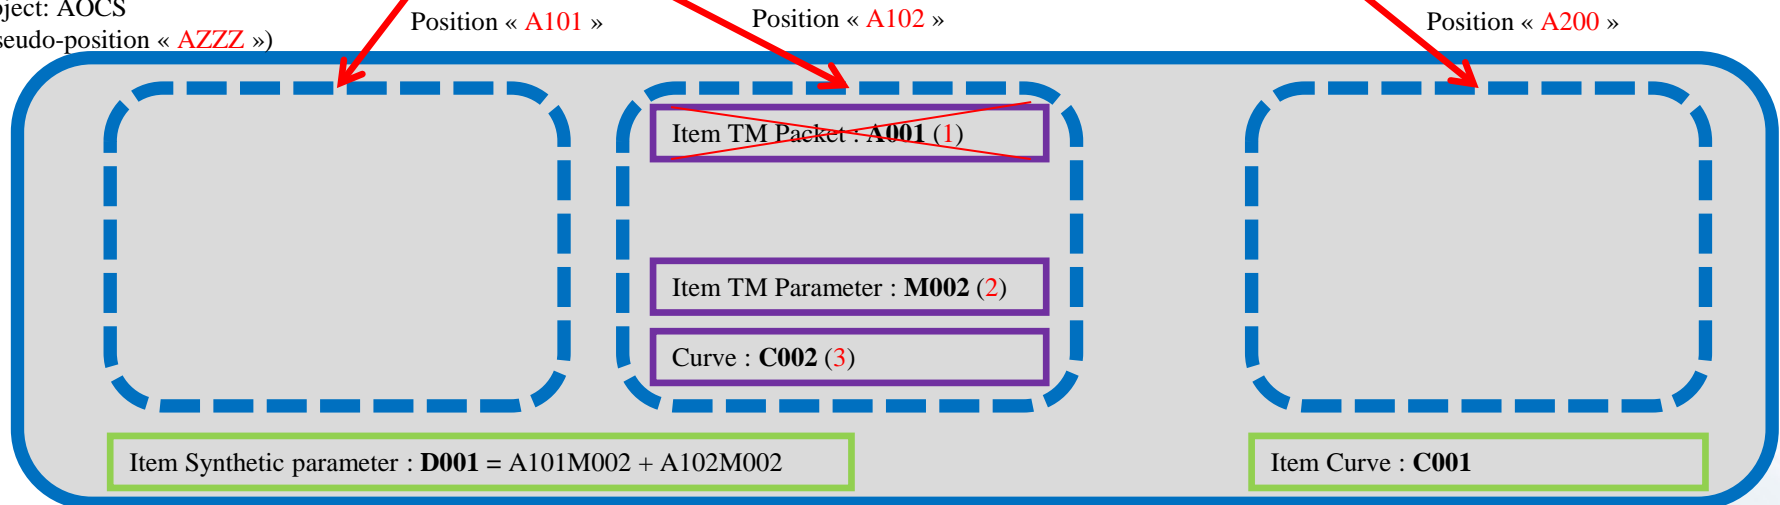 ject: AOCS
Position « A101 »
Position « A102 »
Position « A200 »
seudo-position « AZZZ »)
Item TM Packet : A001 (1)
Item TM Parameter : M002 (2)
Curve : C002 (3)
Item Synthetic parameter : D001 = A101M002 + A102M002
Item Curve : C001